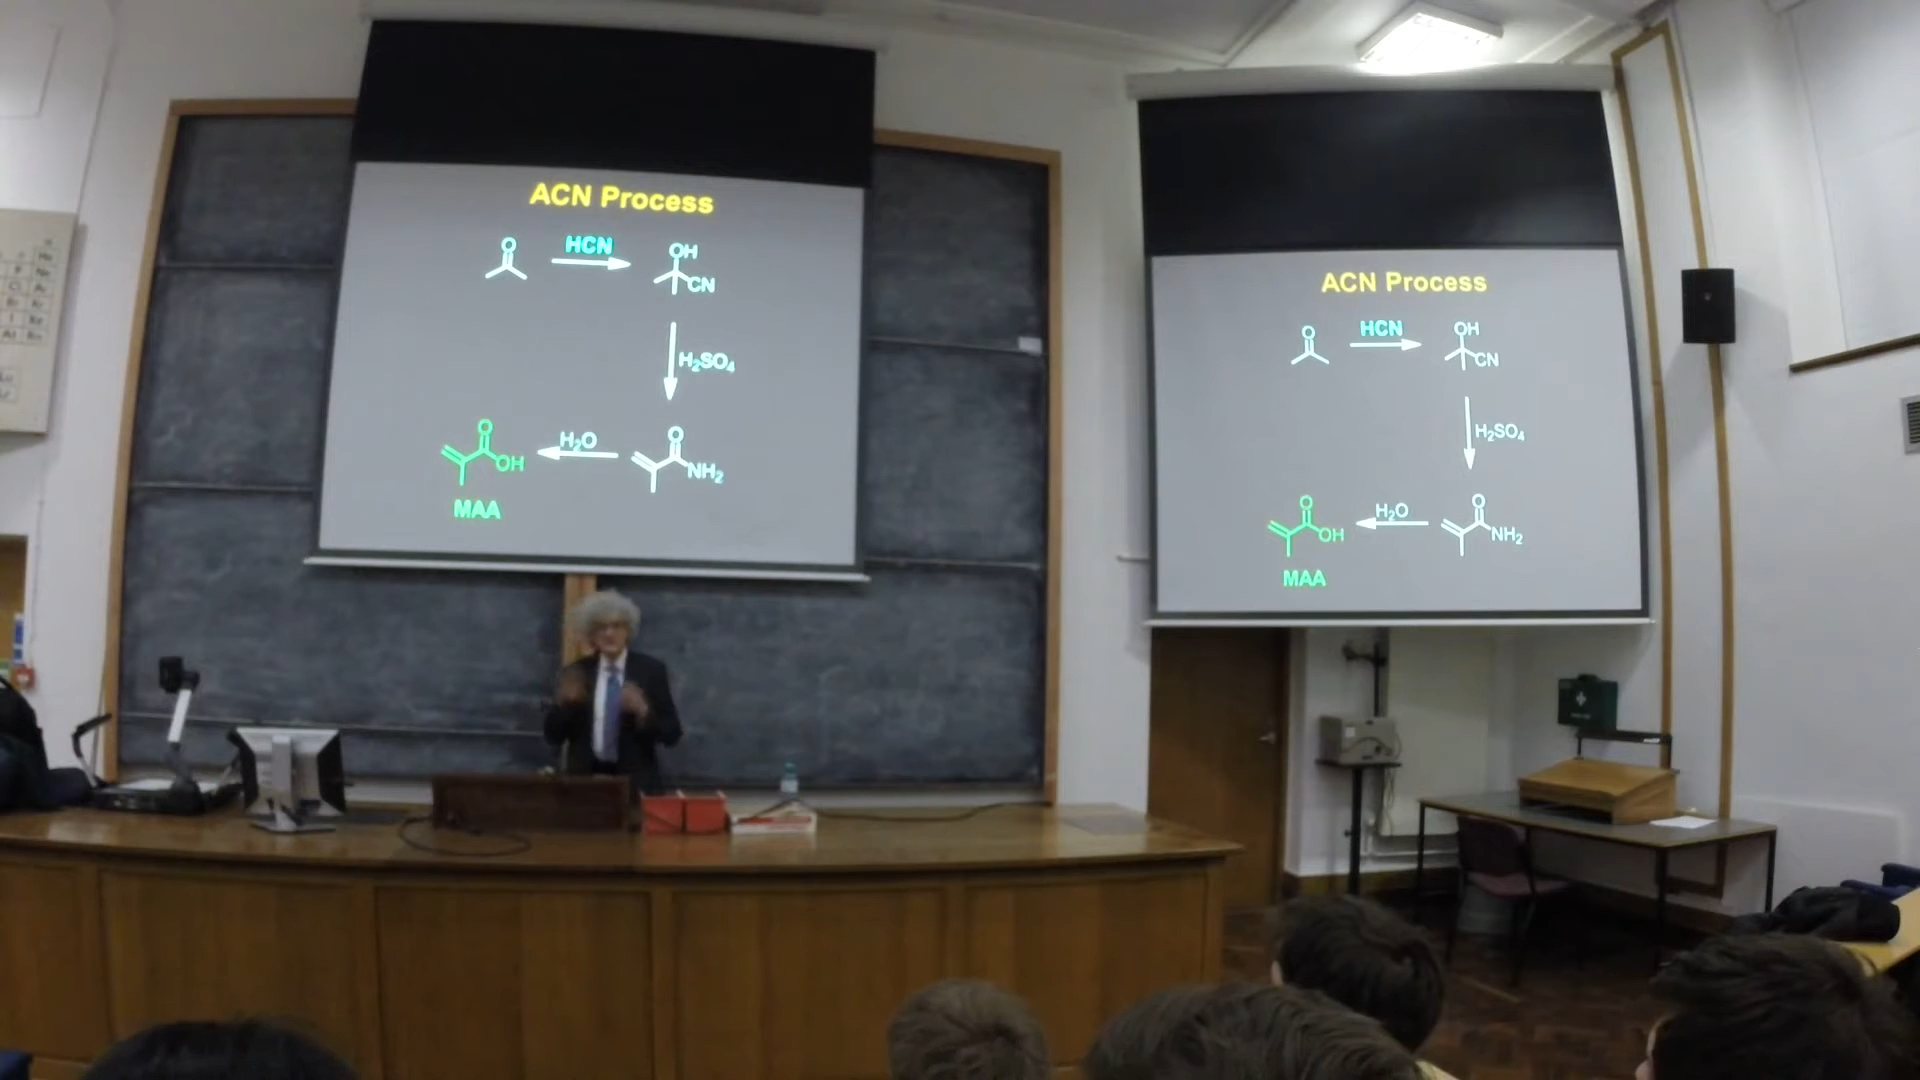 ACN Process
O
HCN
OH
CN
H₂SO₄
O
OH
H₂O
O
NH₂
MAA
ACN Process
O
HCN
OH
CN
H₂SO₄
O
OH
H₂O
O
NH₂
MAA